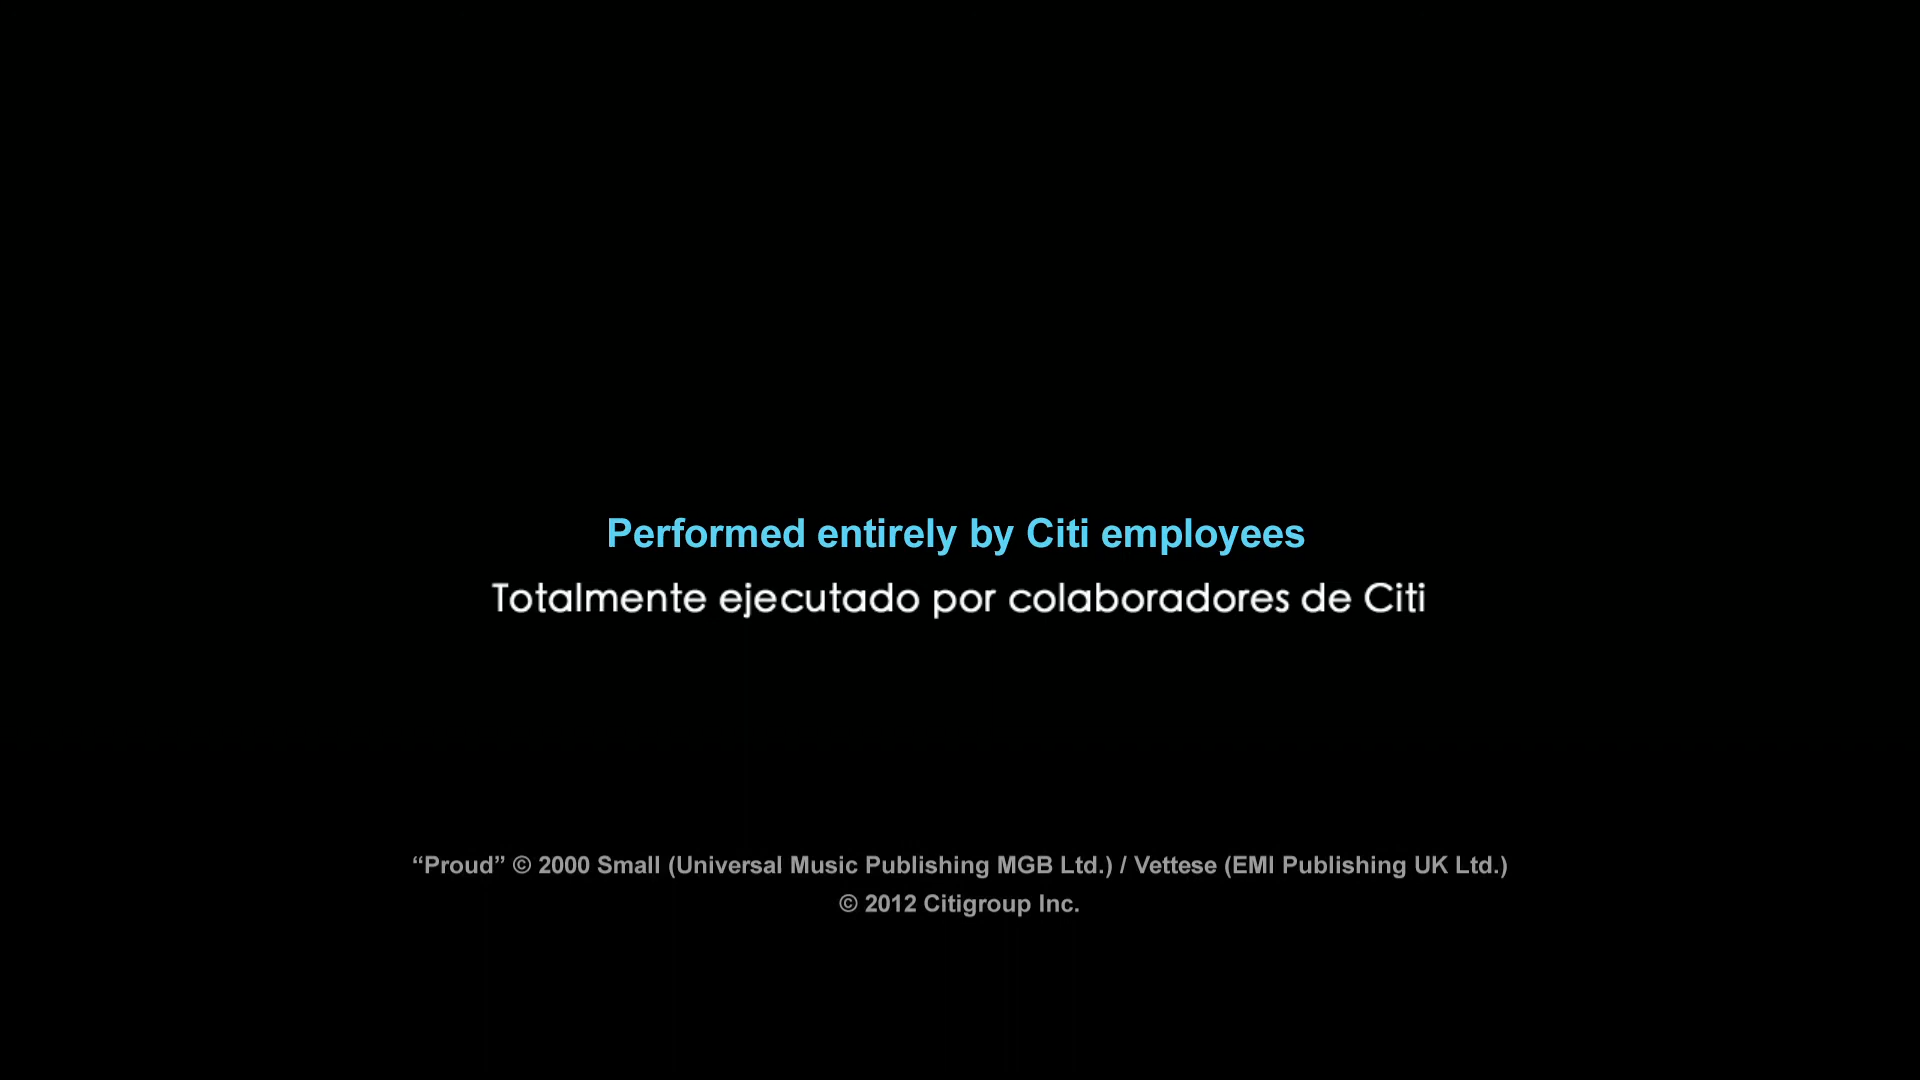 Performed entirely by Citi employees
Totalmente ejecutado por colaboradores de Citi
“Proud” © 2000 Small (Universal Music Publishing MGB Ltd.) / Vettese (EMI Publishing UK Ltd.)
© 2012 Citigroup Inc.